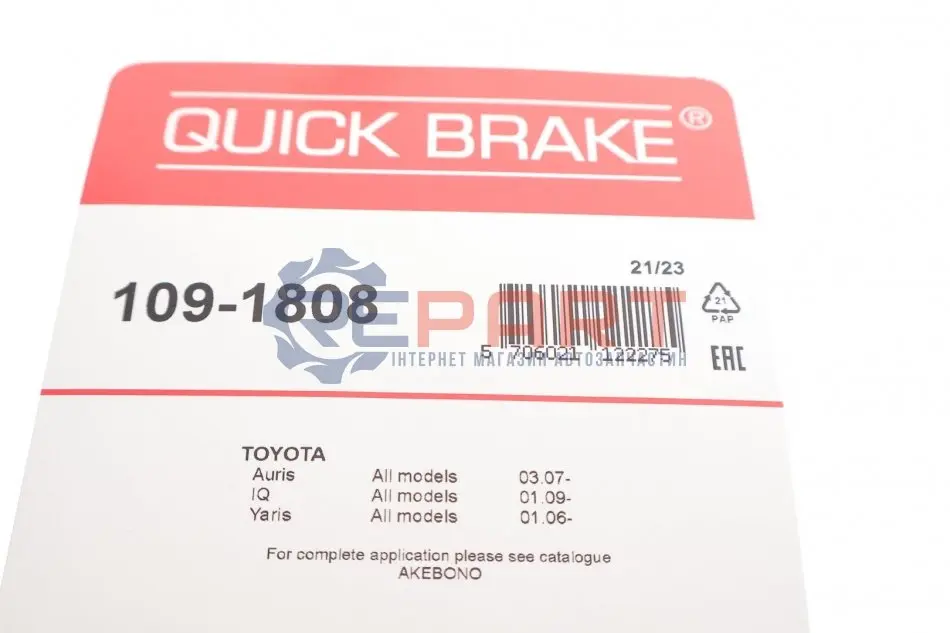 QUICK BRAKE®
109-1808
21/23
21
PAP
5 706021 122275
EAC
REPART
ІНТЕРНЕТ МАГАЗИН АВТОЗАПЧАСТИН
TOYOTA
Auris All models 03.07-
IQ All models 01.09-
Yaris All models 01.06-
For complete application please see catalogue
AKEBONO